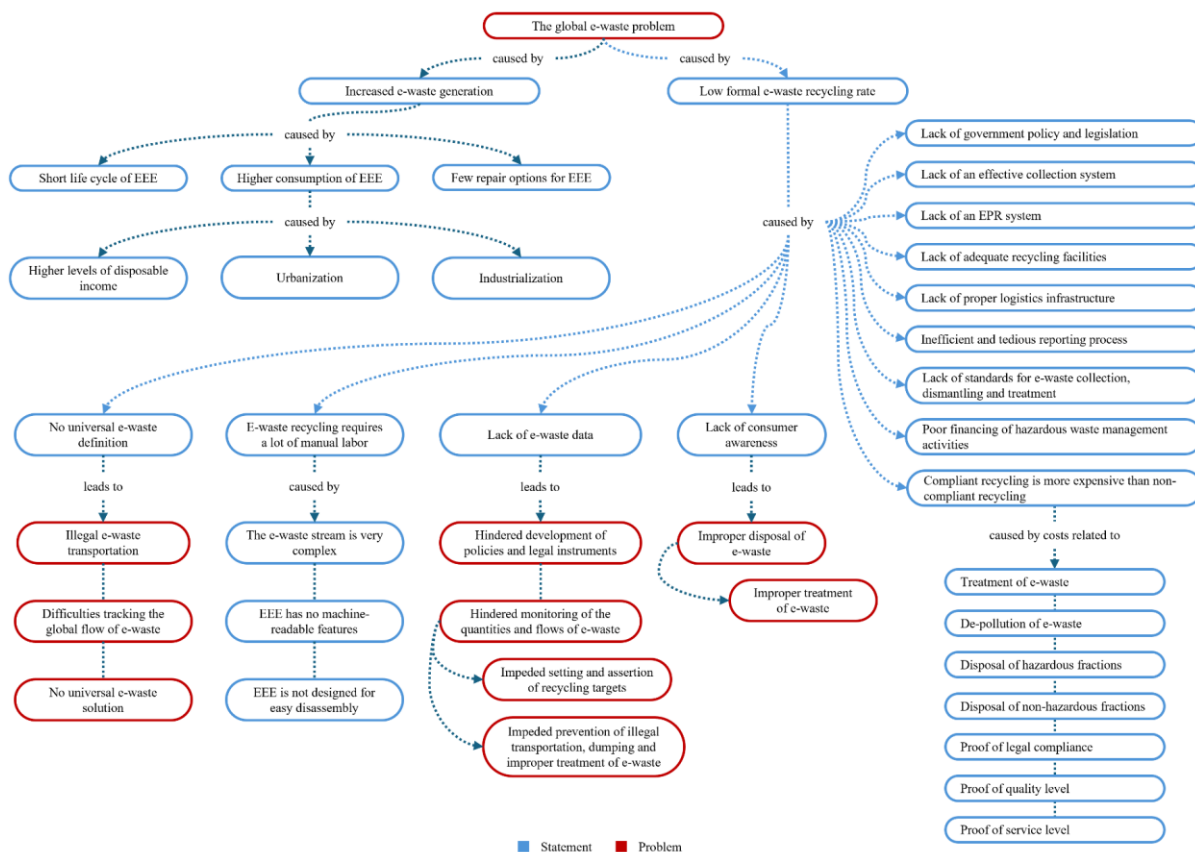 The global e-waste problem
caused by
caused by
Increased e-waste generation
Low formal e-waste recycling rate
caused by
Short life cycle of EEE
Higher consumption of EEE
Few repair options for EEE
caused by
Higher levels of disposable
income
Urbanization
Industrialization
caused by
Lack of government policy and legislation
Lack of an effective collection system
Lack of an EPR system
Lack of adequate recycling facilities
Lack of proper logistics infrastructure
Inefficient and tedious reporting process
Lack of standards for e-waste collection,
dismantling and treatment
Poor financing of hazardous waste management
activities
Compliant recycling is more expensive than non-
compliant recycling
caused by costs related to
Treatment of e-waste
De-pollution of e-waste
Disposal of hazardous fractions
Disposal of non-hazardous fractions
Proof of legal compliance
Proof of quality level
Proof of service level
No universal e-waste
definition
leads to
Illegal e-waste
transportation
Difficulties tracking the
global flow of e-waste
No universal e-waste
solution
E-waste recycling requires
a lot of manual labor
caused by
The e-waste stream is very
complex
EEE has no machine-
readable features
EEE is not designed for
easy disassembly
Lack of e-waste data
leads to
Hindered development of
policies and legal instruments
Hindered monitoring of the
quantities and flows of e-waste
Impeded setting and assertion
of recycling targets
Impeded prevention of illegal
transportation, dumping and
improper treatment of e-waste
Lack of consumer
awareness
leads to
Improper disposal of
e-waste
Improper treatment
of e-waste
Statement
Problem